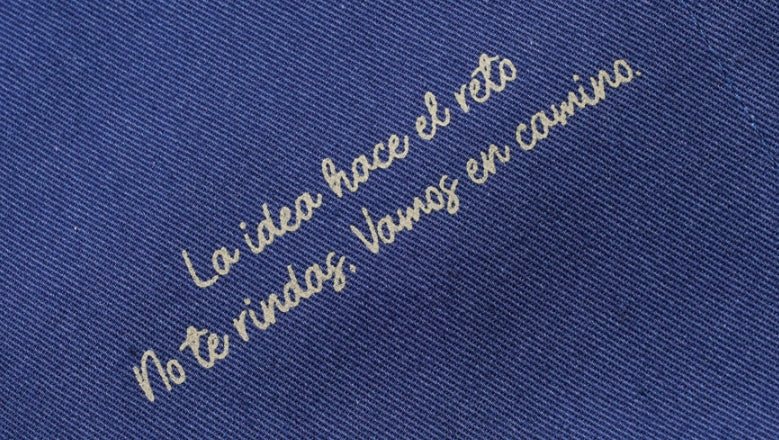 La idea hace el reto
No te rindas. Vamos en camino.